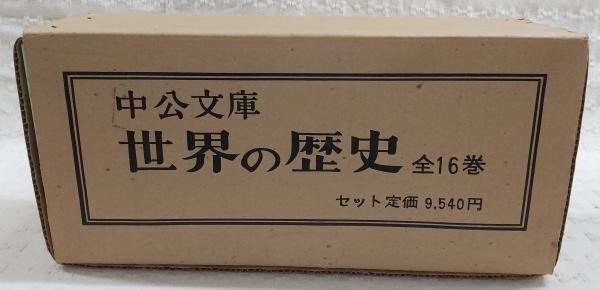 中公文庫
世界の歴史 全16巻
セット定価 9,540円